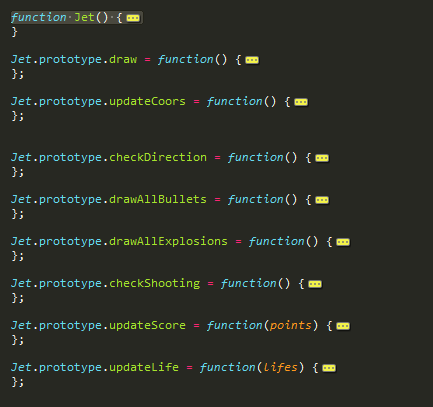 function Jet() {
}
Jet.prototype.draw = function() {
};
Jet.prototype.updateCoors = function() {
};
Jet.prototype.checkDirection = function() {
};
Jet.prototype.drawAllBullets = function() {
};
Jet.prototype.drawAllExplosions = function() {
};
Jet.prototype.checkShooting = function() {
};
Jet.prototype.updateScore = function(points) {
};
Jet.prototype.updateLife = function(lifes) {
};